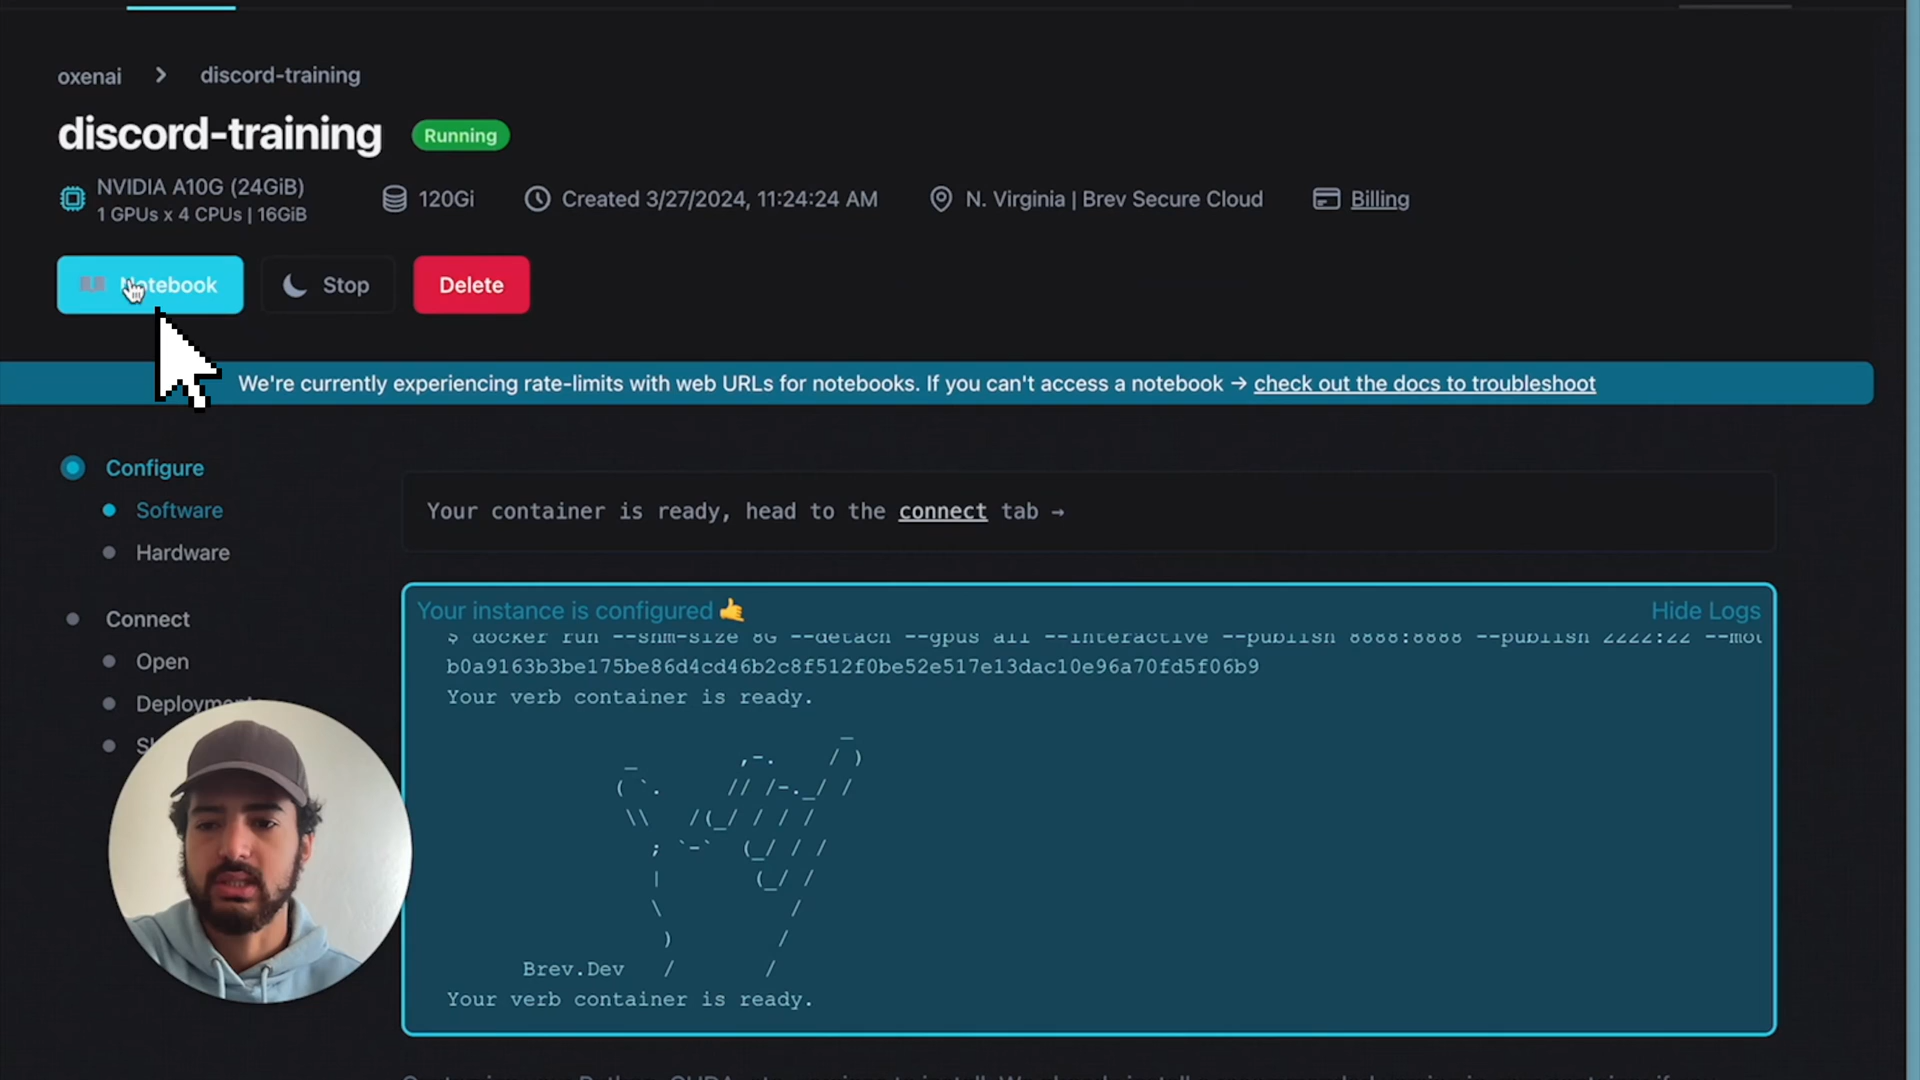 oxenai > discord-training
discord-training Running
NVIDIA A10G (24GiB)
1 GPUs x 4 CPUs | 16GiB
120Gi
Created 3/27/2024, 11:24:24 AM
N. Virginia | Brev Secure Cloud
Billing
Notebook
Stop
Delete
We're currently experiencing rate-limits with web URLs for notebooks. If you can't access a notebook → check out the docs to troubleshoot
Configure
Software
Hardware
Connect
Open
Your container is ready, head to the connect tab →
Your instance is configured 🤙
Hide Logs
$ docker run --shm-size 8G --detach --gpus all --interactive --publish 8888:8888 --publish 2222:22
b0a9163b3be175be86d4cd46b2c8f512f0be52e517e13dac10e96a70fd5f06b9
Your verb container is ready.
Brev.Dev
Your verb container is ready.